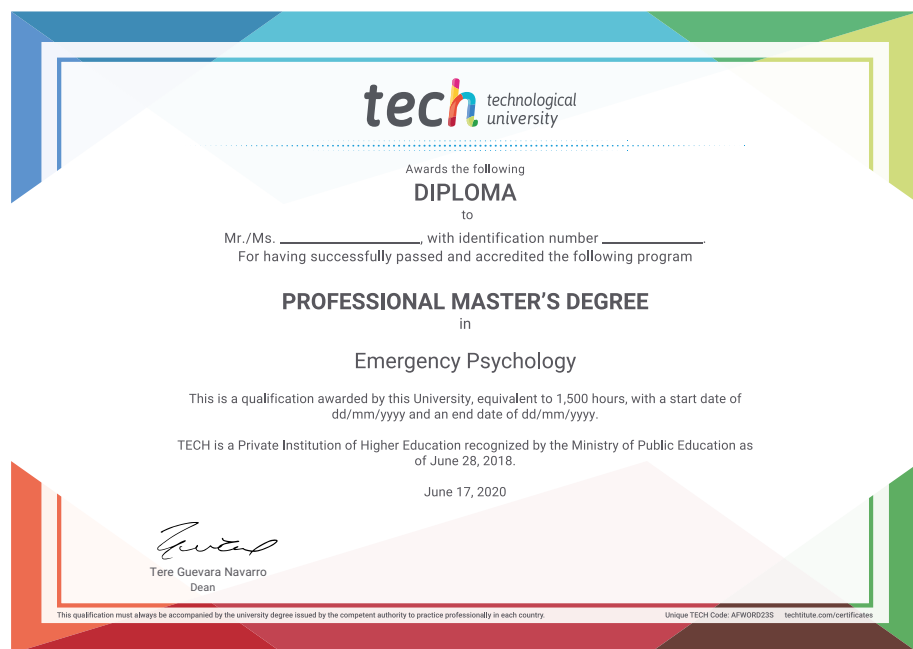 tech technological
university
Awards the following
DIPLOMA
to
Mr./Ms. ____________________, with identification number ______________.
For having successfully passed and accredited the following program
PROFESSIONAL MASTER'S DEGREE
in
Emergency Psychology
This is a qualification awarded by this University, equivalent to 1,500 hours, with a start date of
dd/mm/yyyy and an end date of dd/mm/yyyy.
TECH is a Private Institution of Higher Education recognized by the Ministry of Public Education as
of June 28, 2018.
June 17, 2020
Tere Guevara Navarro
Dean
This qualification must always be accompanied by the university degree issued by the competent authority to practice professionally in each country.
Unique TECH Code: AFWORD23S techtitute.com/certificates